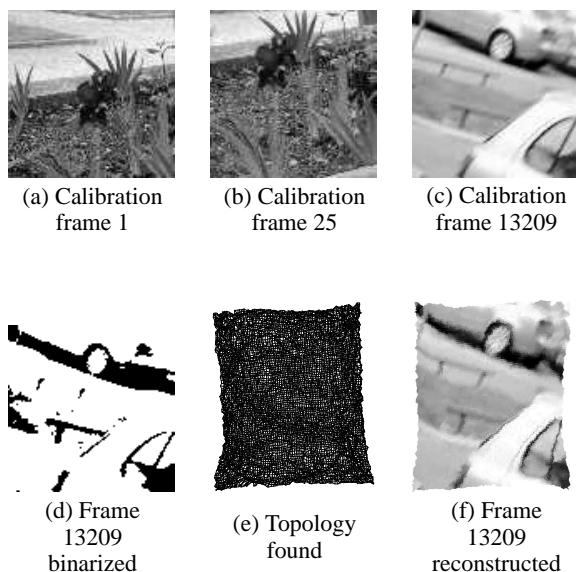 (a) Calibration
frame 1
(b) Calibration
frame 25
(c) Calibration
frame 13209
(d) Frame
13209
binarized
(e) Topology
found
(f) Frame
13209
reconstructed